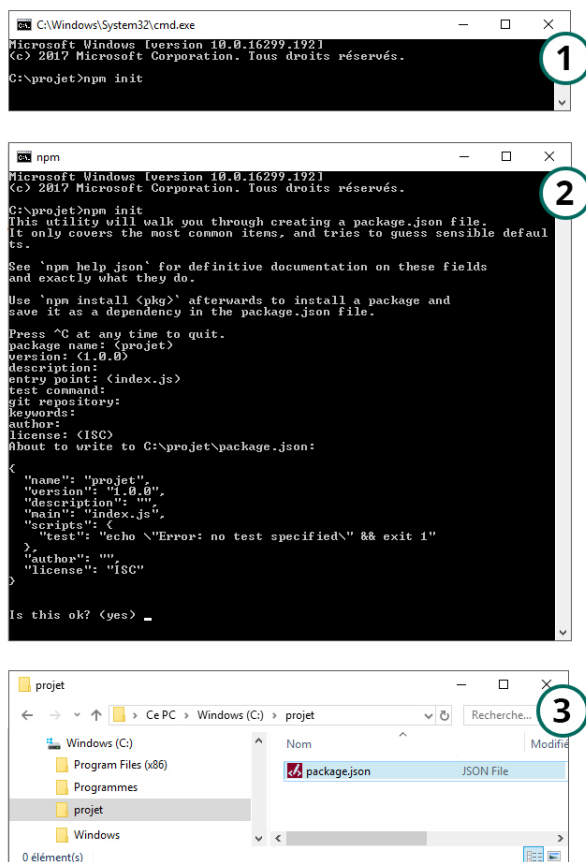 C:\Windows\System32\cmd.exe
Microsoft Windows [version 10.0.16299.192]
(c) 2017 Microsoft Corporation. Tous droits réservés.
C:\projet>npm init
1
npm
Microsoft Windows [version 10.0.16299.192]
(c) 2017 Microsoft Corporation. Tous droits réservés.
C:\projet>npm init
This utility will walk you through creating a package.json file.
It only covers the most common items, and tries to guess sensible defaul
ts.
See `npm help json` for definitive documentation on these fields
and exactly what they do.
Use `npm install <pkg>` afterwards to install a package and
save it as a dependency in the package.json file.
Press ^C at any time to quit.
package name: (projet)
version: (1.0.0)
description:
entry point: (index.js)
test command:
git repository:
keywords:
author:
license: (ISC)
About to write to C:\projet\package.json:
{
"name": "projet",
"version": "1.0.0",
"description": "",
"main": "index.js",
"scripts": {
"test": "echo \"Error: no test specified\" && exit 1"
},
"author": "",
"license": "ISC"
}
Is this ok? (yes) _
2
projet
Ce PC > Windows (C:) > projet
Recherche...
3
Windows (C:)
Program Files (x86)
Programmes
projet
Windows
Nom
Modifié
package.json
JSON File
0 élément(s)